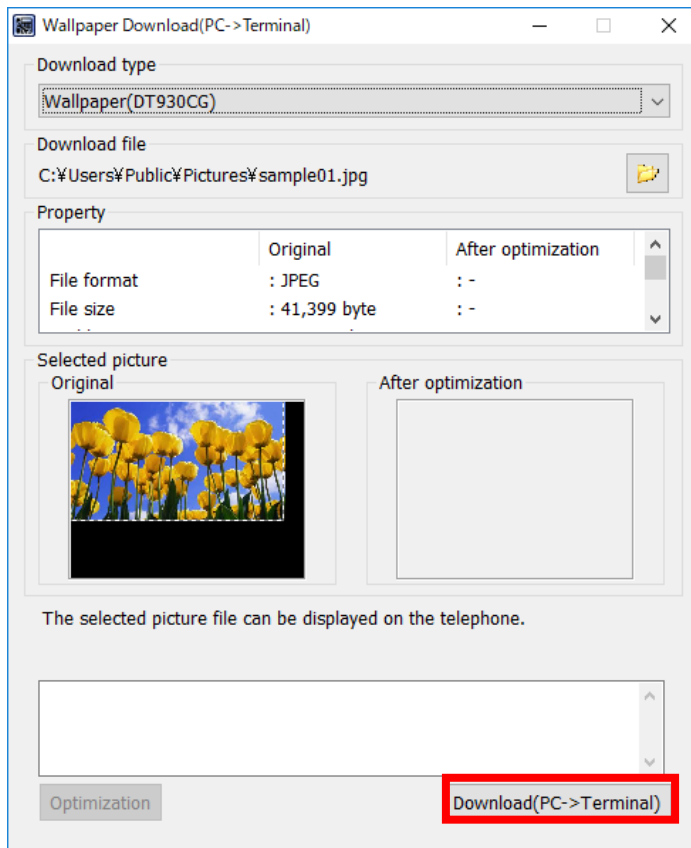 Wallpaper Download(PC->Terminal)
Download type
Wallpaper(DT930CG)
Download file
C:¥Users¥Public¥Pictures¥sample01.jpg
Property
Original After optimization
File format : JPEG : -
File size : 41,399 byte : -
Selected picture
Original After optimization
The selected picture file can be displayed on the telephone.
Optimization Download(PC->Terminal)